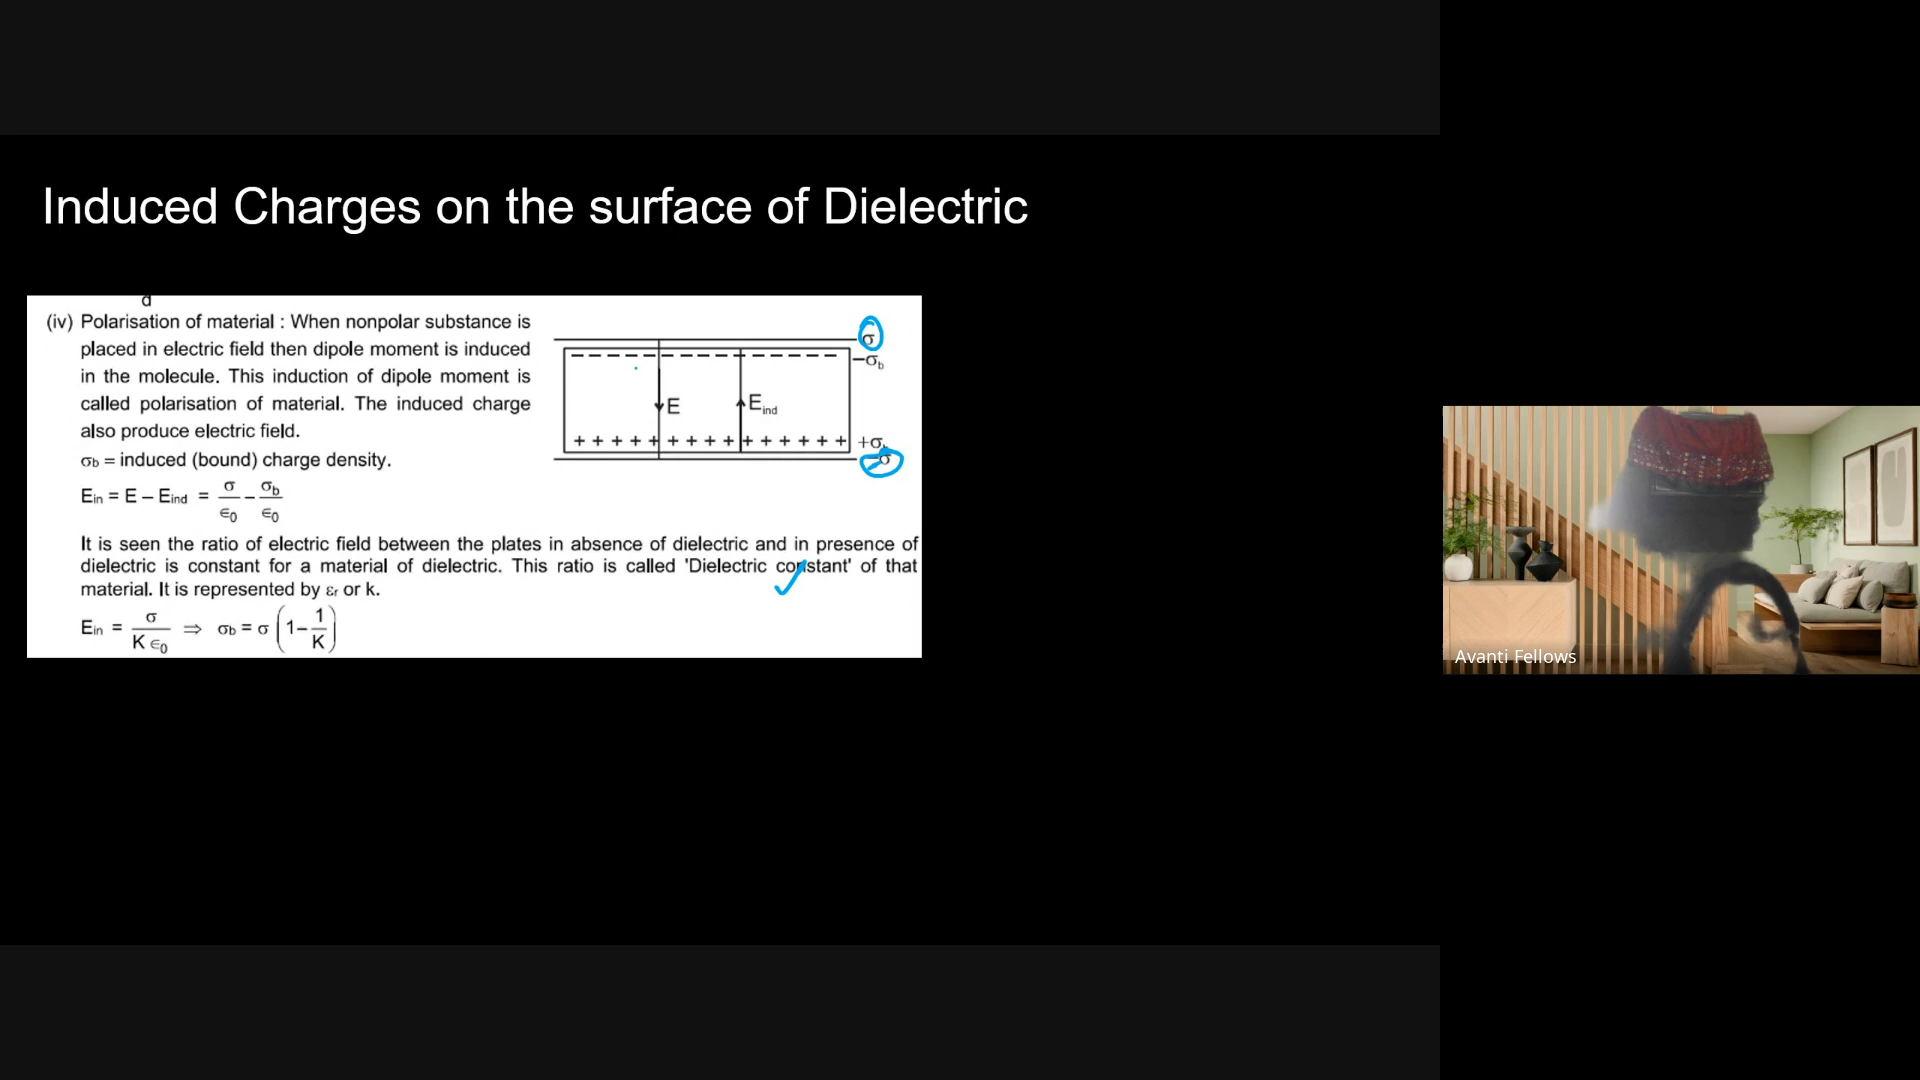 Induced Charges on the surface of Dielectric
d
(iv) Polarisation of material : When nonpolar substance is
placed in electric field then dipole moment is induced
in the molecule. This induction of dipole moment is
called polarisation of material. The induced charge
also produce electric field.
σb = induced (bound) charge density.
Ein = E – Eind = σ/∈0 – σb/∈0
σ
–σb
E
Eind
+ + + + + + + + + + + + + + +
+σb
–σ
It is seen the ratio of electric field between the plates in absence of dielectric and in presence of
dielectric is constant for a material of dielectric. This ratio is called 'Dielectric constant' of that
material. It is represented by εr or k.
Ein = σ/K∈0 ⇒ σb = σ (1–1/K)
Avanti Fellows